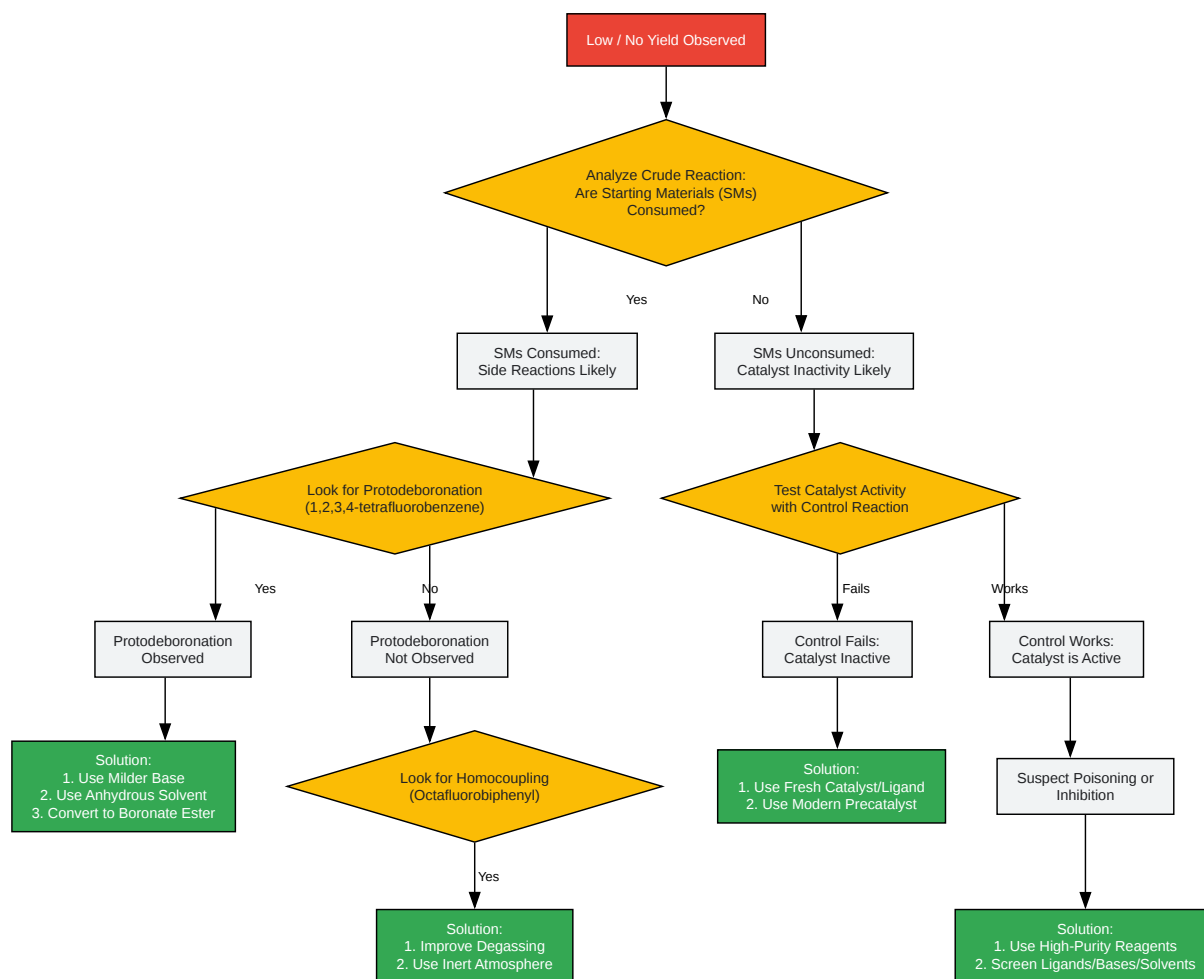 Low / No Yield Observed
Analyze Crude Reaction:
Are Starting Materials (SMs)
Consumed?
Yes
No
SMs Consumed:
Side Reactions Likely
SMs Unconsumed:
Catalyst Inactivity Likely
Look for Protodeboronation
(1,2,3,4-tetrafluorobenzene)
Test Catalyst Activity
with Control Reaction
Yes
No
Fails
Works
Protodeboronation
Observed
Protodeboronation
Not Observed
Control Fails:
Catalyst Inactive
Control Works:
Catalyst is Active
Solution:
1. Use Milder Base
2. Use Anhydrous Solvent
3. Convert to Boronate Ester
Look for Homocoupling
(Octafluorobiphenyl)
Solution:
1. Use Fresh Catalyst/Ligand
2. Use Modern Precatalyst
Suspect Poisoning or
Inhibition
Yes
Solution:
1. Improve Degassing
2. Use Inert Atmosphere
Solution:
1. Use High-Purity Reagents
2. Screen Ligands/Bases/Solvents